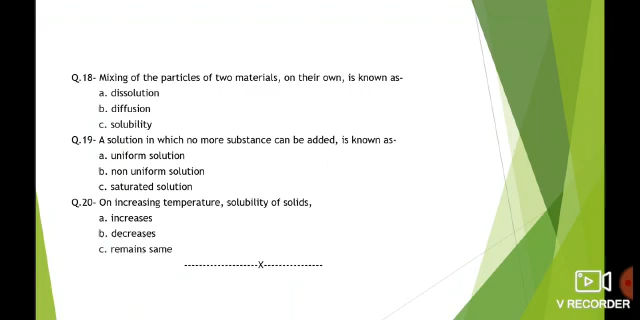 Q.18- Mixing of the particles of two materials, on their own, is known as-
a. dissolution
b. diffusion
c. solubility
Q.19- A solution in which no more substance can be added, is known as-
a. uniform solution
b. non uniform solution
c. saturated solution
Q.20- On increasing temperature, solubility of solids,
a. increases
b. decreases
c. remains same
--------------------X----------------
V RECORDER